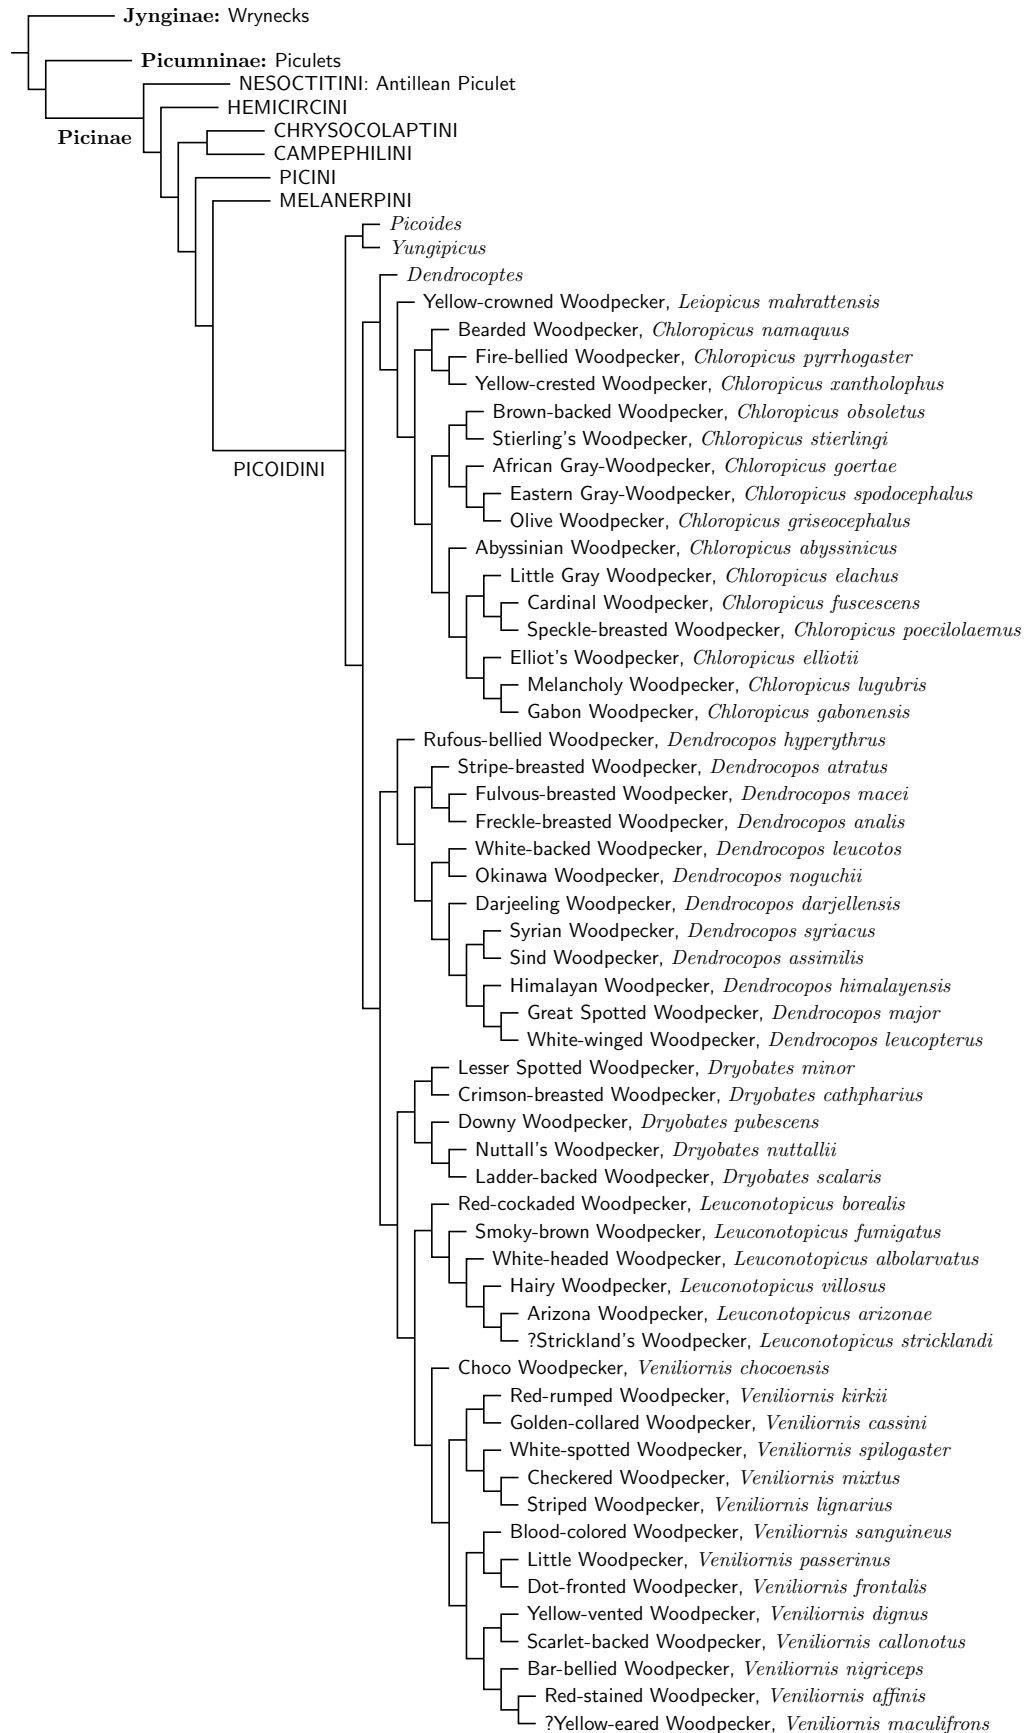 Jynginae: Wrynecks
Picumninae: Piculets
NESOCTITINI: Antillean Piculet
HEMICIRCINI
CHRYSOCOLAPTINI
Picinae
CAMPEPHILINI
PICINI
MELANERPINI
Picoides
Yungipicus
Dendrocoptes
Yellow-crowned Woodpecker, Leiopicus mahrattensis
Bearded Woodpecker, Chloropicus namaquus
Fire-bellied Woodpecker, Chloropicus pyrrhogaster
Yellow-crested Woodpecker, Chloropicus xantholophus
Brown-backed Woodpecker, Chloropicus obsoletus
Stierling's Woodpecker, Chloropicus stierlingi
African Gray-Woodpecker, Chloropicus goertae
PICOIDINI
Eastern Gray-Woodpecker, Chloropicus spodocephalus
Olive Woodpecker, Chloropicus griseocephalus
Abyssinian Woodpecker, Chloropicus abyssinicus
Little Gray Woodpecker, Chloropicus elachus
Cardinal Woodpecker, Chloropicus fuscescens
Speckle-breasted Woodpecker, Chloropicus poecilolaemus
Elliot's Woodpecker, Chloropicus elliotii
Melancholy Woodpecker, Chloropicus lugubris
Gabon Woodpecker, Chloropicus gabonensis
Rufous-bellied Woodpecker, Dendrocopos hyperythrus
Stripe-breasted Woodpecker, Dendrocopos atratus
Fulvous-breasted Woodpecker, Dendrocopos macei
Freckle-breasted Woodpecker, Dendrocopos analis
White-backed Woodpecker, Dendrocopos leucotos
Okinawa Woodpecker, Dendrocopos noguchii
Darjeeling Woodpecker, Dendrocopos darjellensis
Syrian Woodpecker, Dendrocopos syriacus
Sind Woodpecker, Dendrocopos assimilis
Himalayan Woodpecker, Dendrocopos himalayensis
Great Spotted Woodpecker, Dendrocopos major
White-winged Woodpecker, Dendrocopos leucopterus
Lesser Spotted Woodpecker, Dryobates minor
Crimson-breasted Woodpecker, Dryobates cathpharius
Downy Woodpecker, Dryobates pubescens
Nuttall's Woodpecker, Dryobates nuttallii
Ladder-backed Woodpecker, Dryobates scalaris
Red-cockaded Woodpecker, Leuconotopicus borealis
Smoky-brown Woodpecker, Leuconotopicus fumigatus
White-headed Woodpecker, Leuconotopicus albolarvatus
Hairy Woodpecker, Leuconotopicus villosus
Arizona Woodpecker, Leuconotopicus arizonae
?Strickland's Woodpecker, Leuconotopicus stricklandi
Choco Woodpecker, Veniliornis chocoensis
Red-rumped Woodpecker, Veniliornis kirkii
Golden-collared Woodpecker, Veniliornis cassini
White-spotted Woodpecker, Veniliornis spilogaster
Checkered Woodpecker, Veniliornis mixtus
Striped Woodpecker, Veniliornis lignarius
Blood-colored Woodpecker, Veniliornis sanguineus
Little Woodpecker, Veniliornis passerinus
Dot-fronted Woodpecker, Veniliornis frontalis
Yellow-vented Woodpecker, Veniliornis dignus
Scarlet-backed Woodpecker, Veniliornis callonotus
Bar-bellied Woodpecker, Veniliornis nigriceps
Red-stained Woodpecker, Veniliornis affinis
?Yellow-eared Woodpecker, Veniliornis maculifrons